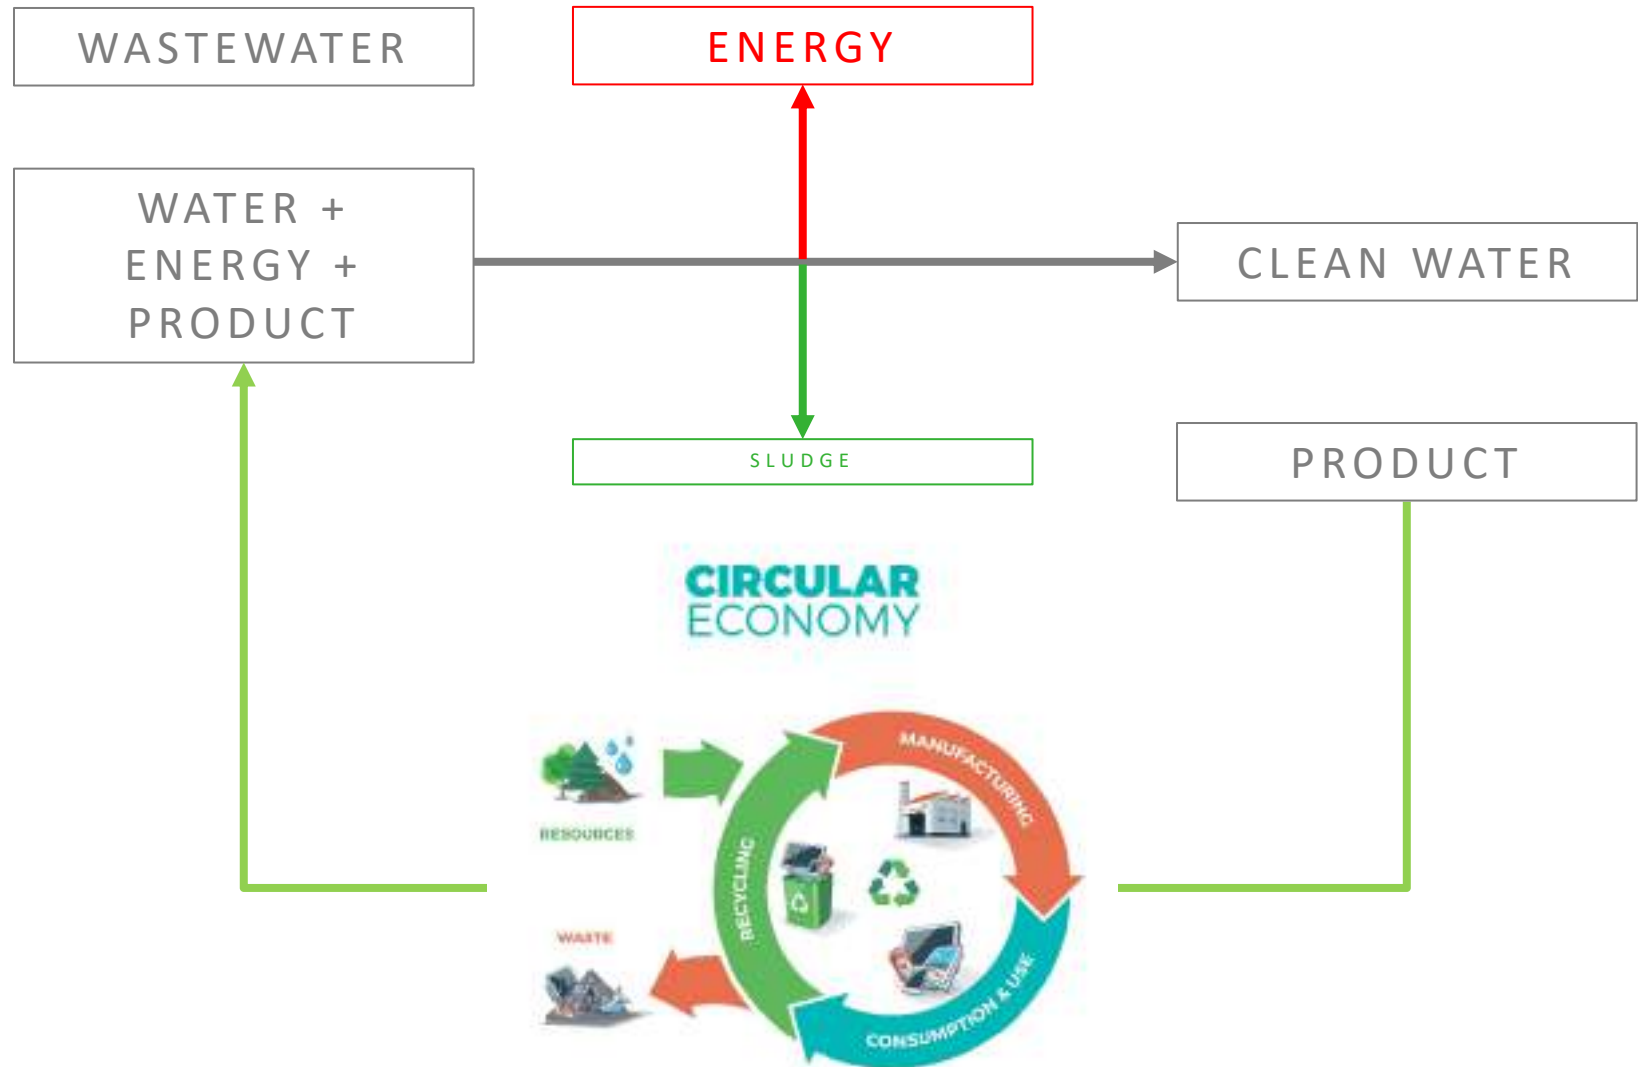 WASTEWATER
ENERGY
WATER +
ENERGY +
PRODUCT
CLEAN WATER
SLUDGE
PRODUCT
CIRCULAR
ECONOMY
MANUFACTURING
RESOURCES
RECYCLING
WASTE
CONSUMPTION & USE